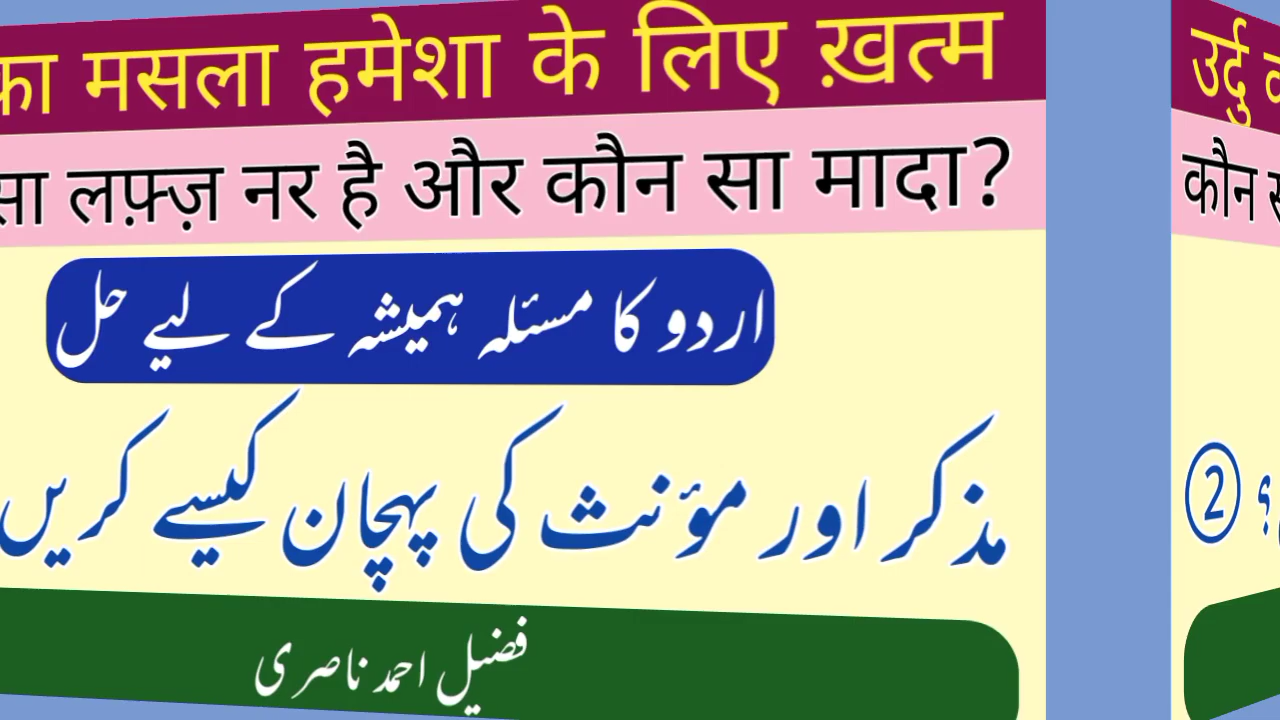 का मसला हमेशा के लिए ख़त्म
सा लफ़्ज़ नर है और कौन सा मादा?
اردو کا مسئلہ ہمیشہ کے لیے حل
مذکر اور مؤنث کی پہچان کیسے کریں
فضیل احمد ناصری
उर्दु
कौन
؟ 2